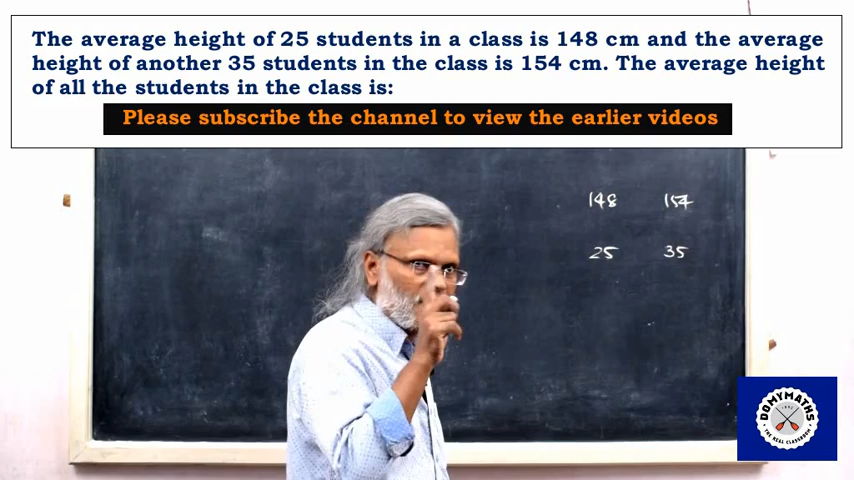 The average height of 25 students in a class is 148 cm and the average
height of another 35 students in the class is 154 cm. The average height
of all the students in the class is:
Please subscribe the channel to view the earlier videos
148 154
25 35
DOMYMATHS
THE REAL CLASSROOM